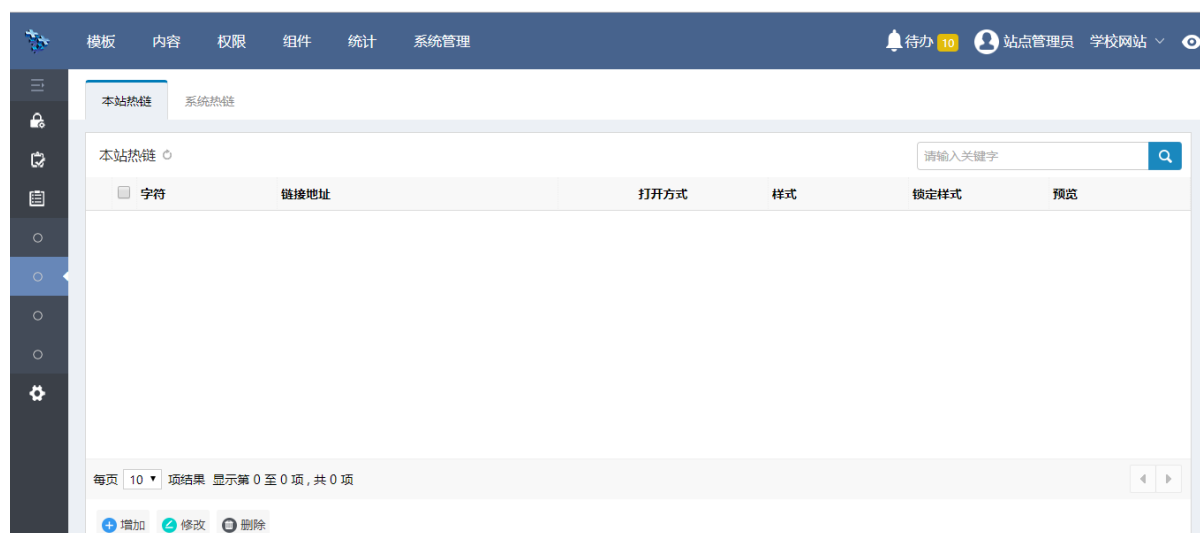 模板 内容 权限 组件 统计 系统管理 待办 10 站点管理员 学校网站
本站热链 系统热链
本站热链 请输入关键字
字符 链接地址 打开方式 样式 锁定样式 预览
每页 10 项结果 显示第 0 至 0 项 , 共 0 项
增加 修改 删除